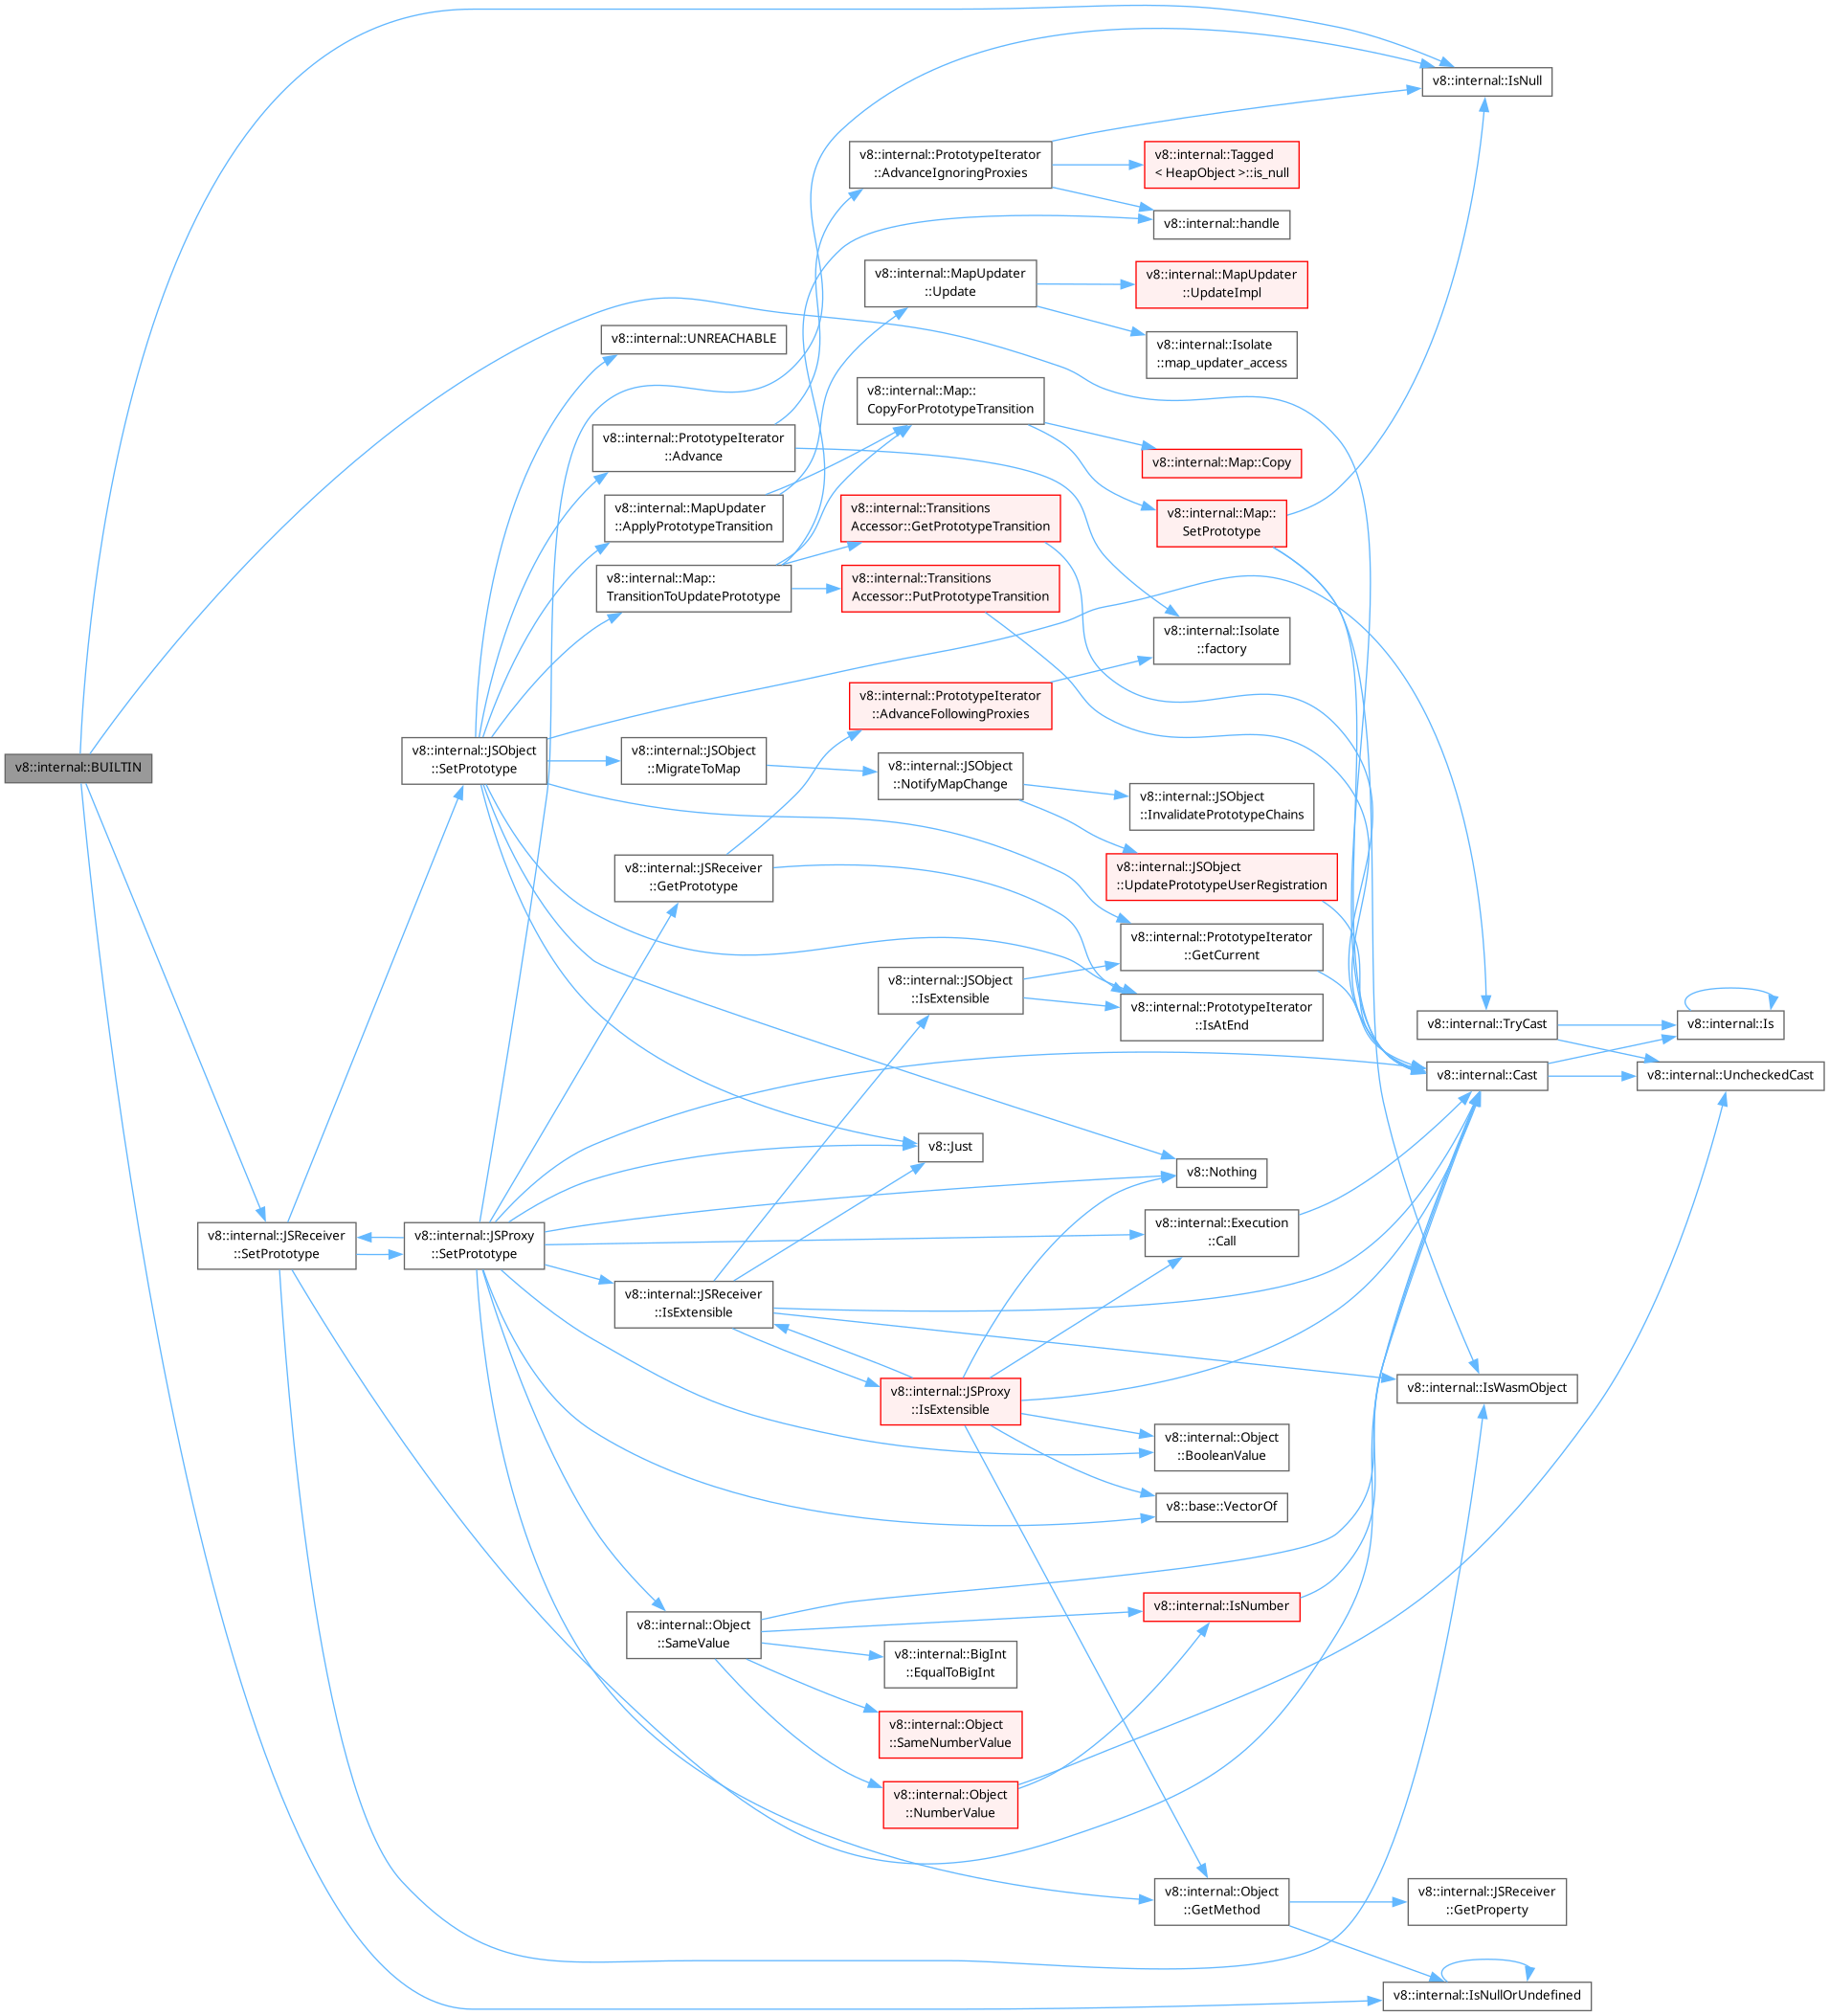 v8::internal::IsNull
v8::internal::PrototypeIterator
::AdvanceIgnoringProxies
v8::internal::Tagged
< HeapObject >::is_null
v8::internal::handle
v8::internal::MapUpdater
::Update
v8::internal::MapUpdater
::UpdateImpl
v8::internal::UNREACHABLE
v8::internal::Isolate
::map_updater_access
v8::internal::Map::
CopyForPrototypeTransition
v8::internal::PrototypeIterator
::Advance
v8::internal::Map::Copy
v8::internal::MapUpdater
::ApplyPrototypeTransition
v8::internal::Transitions
Accessor::GetPrototypeTransition
v8::internal::Map::
SetPrototype
v8::internal::Map::
TransitionToUpdatePrototype
v8::internal::Transitions
Accessor::PutPrototypeTransition
v8::internal::Isolate
::factory
v8::internal::PrototypeIterator
::AdvanceFollowingProxies
v8::internal::BUILTIN
v8::internal::JSObject
::SetPrototype
v8::internal::JSObject
::MigrateToMap
v8::internal::JSObject
::NotifyMapChange
v8::internal::JSObject
::InvalidatePrototypeChains
v8::internal::JSReceiver
::GetPrototype
v8::internal::JSObject
::UpdatePrototypeUserRegistration
v8::internal::PrototypeIterator
::GetCurrent
v8::internal::JSObject
::IsExtensible
v8::internal::PrototypeIterator
::IsAtEnd
v8::internal::TryCast
v8::internal::Is
v8::internal::Cast
v8::internal::UncheckedCast
v8::Just
v8::Nothing
v8::internal::JSReceiver
::SetPrototype
v8::internal::JSProxy
::SetPrototype
v8::internal::Execution
::Call
v8::internal::JSReceiver
::IsExtensible
v8::internal::JSProxy
::IsExtensible
v8::internal::IsWasmObject
v8::internal::Object
::BooleanValue
v8::base::VectorOf
v8::internal::Object
::SameValue
v8::internal::IsNumber
v8::internal::BigInt
::EqualToBigInt
v8::internal::Object
::SameNumberValue
v8::internal::Object
::NumberValue
v8::internal::Object
::GetMethod
v8::internal::JSReceiver
::GetProperty
v8::internal::IsNullOrUndefined